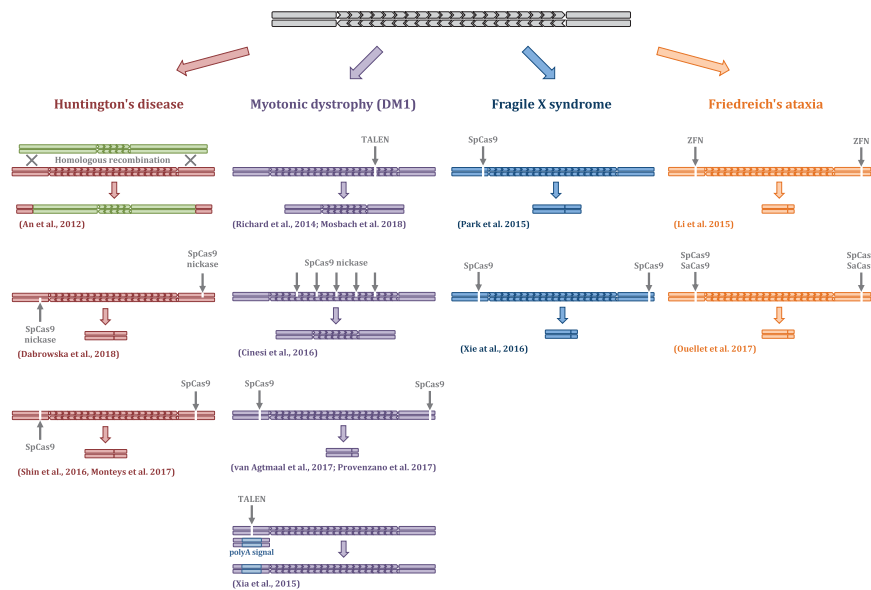 Huntington's disease
Myotonic dystrophy (DM1)
Fragile X syndrome
Friedreich's ataxia
Homologous recombination
(An et al., 2012)
TALEN
(Richard et al., 2014; Mosbach et al. 2018)
SpCas9
(Park et al. 2015)
ZFN
ZFN
(Li et al. 2015)
SpCas9
nickase
SpCas9
nickase
(Dabrowska et al., 2018)
SpCas9 nickase
(Cinesi et al., 2016)
SpCas9
SpCas9
(Xie at al., 2016)
SpCas9
SaCas9
SpCas
SaCas
(Ouellet et al. 2017)
SpCas9
SpCas9
(Shin et al., 2016, Monteys et al. 2017)
SpCas9
SpCas9
(van Agtmaal et al., 2017; Provenzano et al. 2017)
TALEN
polyA signal
(Xia et al., 2015)